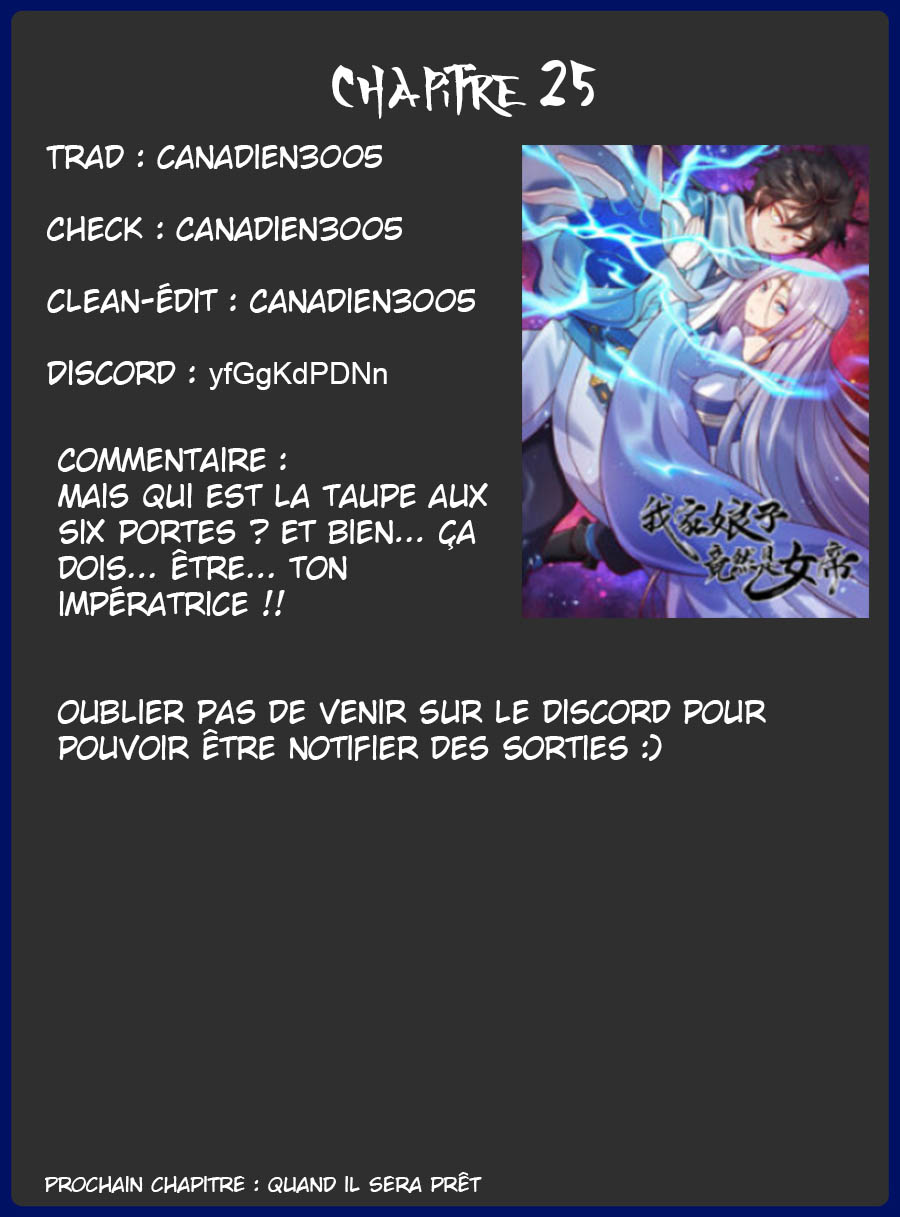 CHAPITRE 25
TRAD : CANADIEN3005
CHECK : CANADIEN3005
CLEAN-ÉDIT : CANADIEN3005
DISCORD : yfGgKdPDNn
COMMENTAIRE :
MAIS QUI EST LA TAUPE AUX
SIX PORTES ? ET BIEN... ÇA
DOIS... ÊTRE... TON
IMPÉRATRICE !!
我家娘子
竟然是女帝
OUBLIER PAS DE VENIR SUR LE DISCORD POUR
POUVOIR ÊTRE NOTIFIER DES SORTIES :)
PROCHAIN CHAPITRE : QUAND IL SERA PRÊT